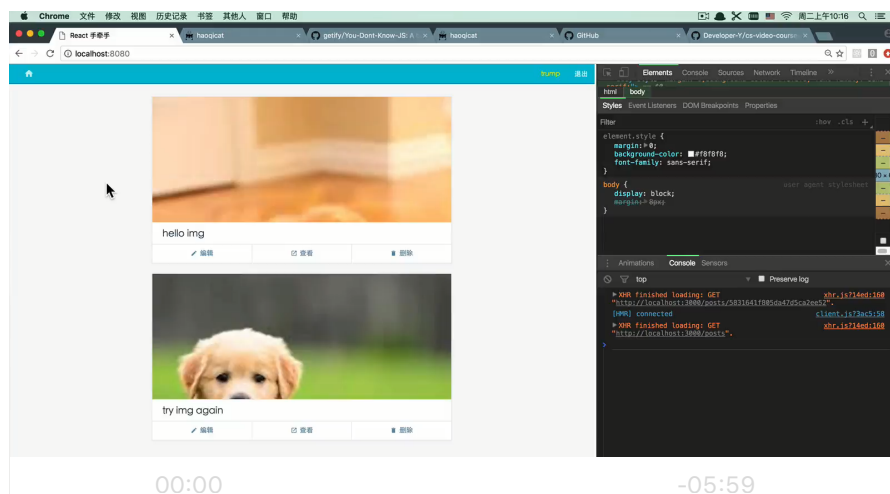 Chrome 文件 修改 视图 历史记录 书签 其他人 窗口 帮助 周二上午10:16
React 手牵手 haoqicat getify/You-Dont-Know-JS: A haoqicat GitHub Developer-Y/cs-video-course
localhost:8080
trump 退出
Elements Console Sources Network Timeline »
html body
Styles Event Listeners DOM Breakpoints Properties
Filter :hov .cls +
element.style {
margin: 0;
background-color: #f8f8f8;
font-family: sans-serif;
}
body { user agent stylesheet
display: block;
margin: 8px;
}
hello img
编辑 查看 删除
Animations Console Sensors
top Preserve log
XHR finished loading: GET xhr.js?14ed:160
"http://localhost:3000/posts/5831641f805da47d5ca2ee52".
[HMR] connected client.js?3ac5:58
XHR finished loading: GET xhr.js?14ed:160
"http://localhost:3000/posts".
try img again
编辑 查看 删除
00:00 -05:59